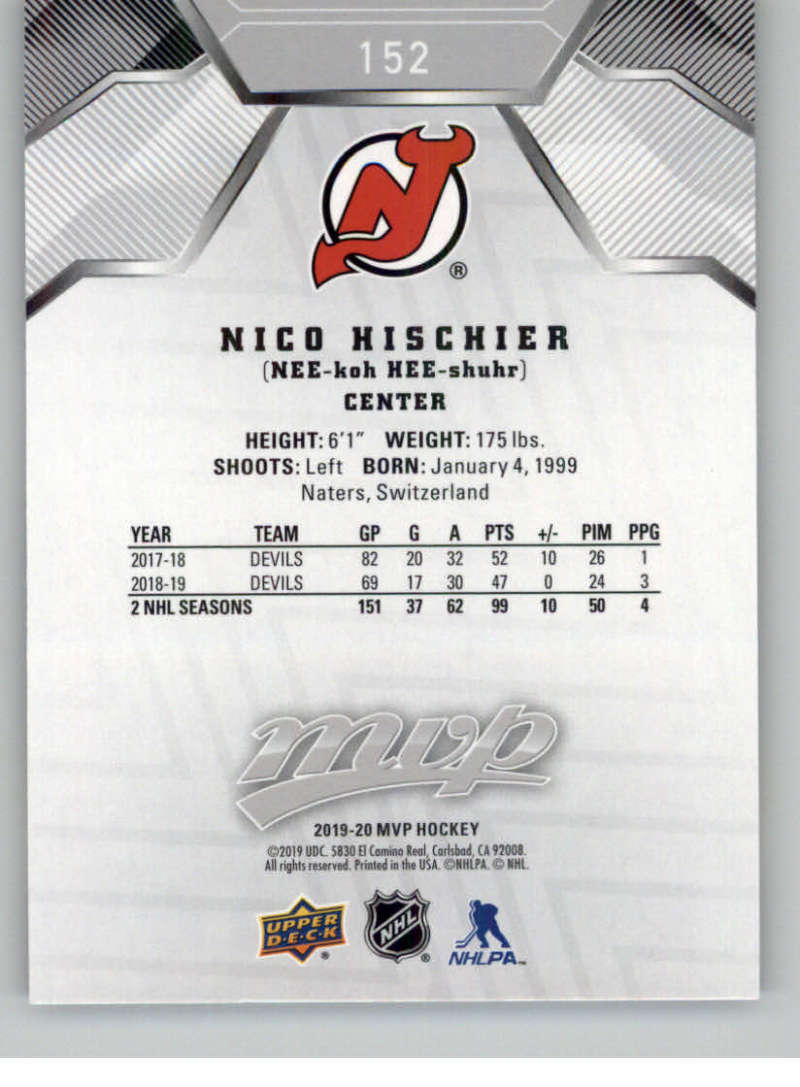 152
®
NICO HISCHIER
(NEE-koh HEE-shuhr)
CENTER
HEIGHT: 6'1" WEIGHT: 175 lbs.
SHOOTS: Left BORN: January 4, 1999
Naters, Switzerland
YEAR TEAM GP G A PTS +/- PIM PPG
2017-18 DEVILS 82 20 32 52 10 26 1
2018-19 DEVILS 69 17 30 47 0 24 3
2 NHL SEASONS 151 37 62 99 10 50 4
mvp
2019-20 MVP HOCKEY
©2019 UDC. 5830 El Camino Real, Carlsbad, CA 92008.
All rights reserved. Printed in the USA. ©NHLPA. © NHL.
UPPER DECK ® NHL ® NHLPA™